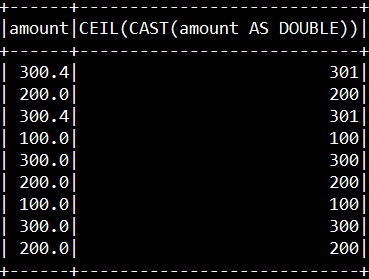 +------+----------------------------+
|amount|CEIL(CAST(amount AS DOUBLE))|
+------+----------------------------+
| 300.4|                         301|
| 200.0|                         200|
| 300.4|                         301|
| 100.0|                         100|
| 300.0|                         300|
| 200.0|                         200|
| 100.0|                         100|
| 300.0|                         300|
| 200.0|                         200|
+------+----------------------------+